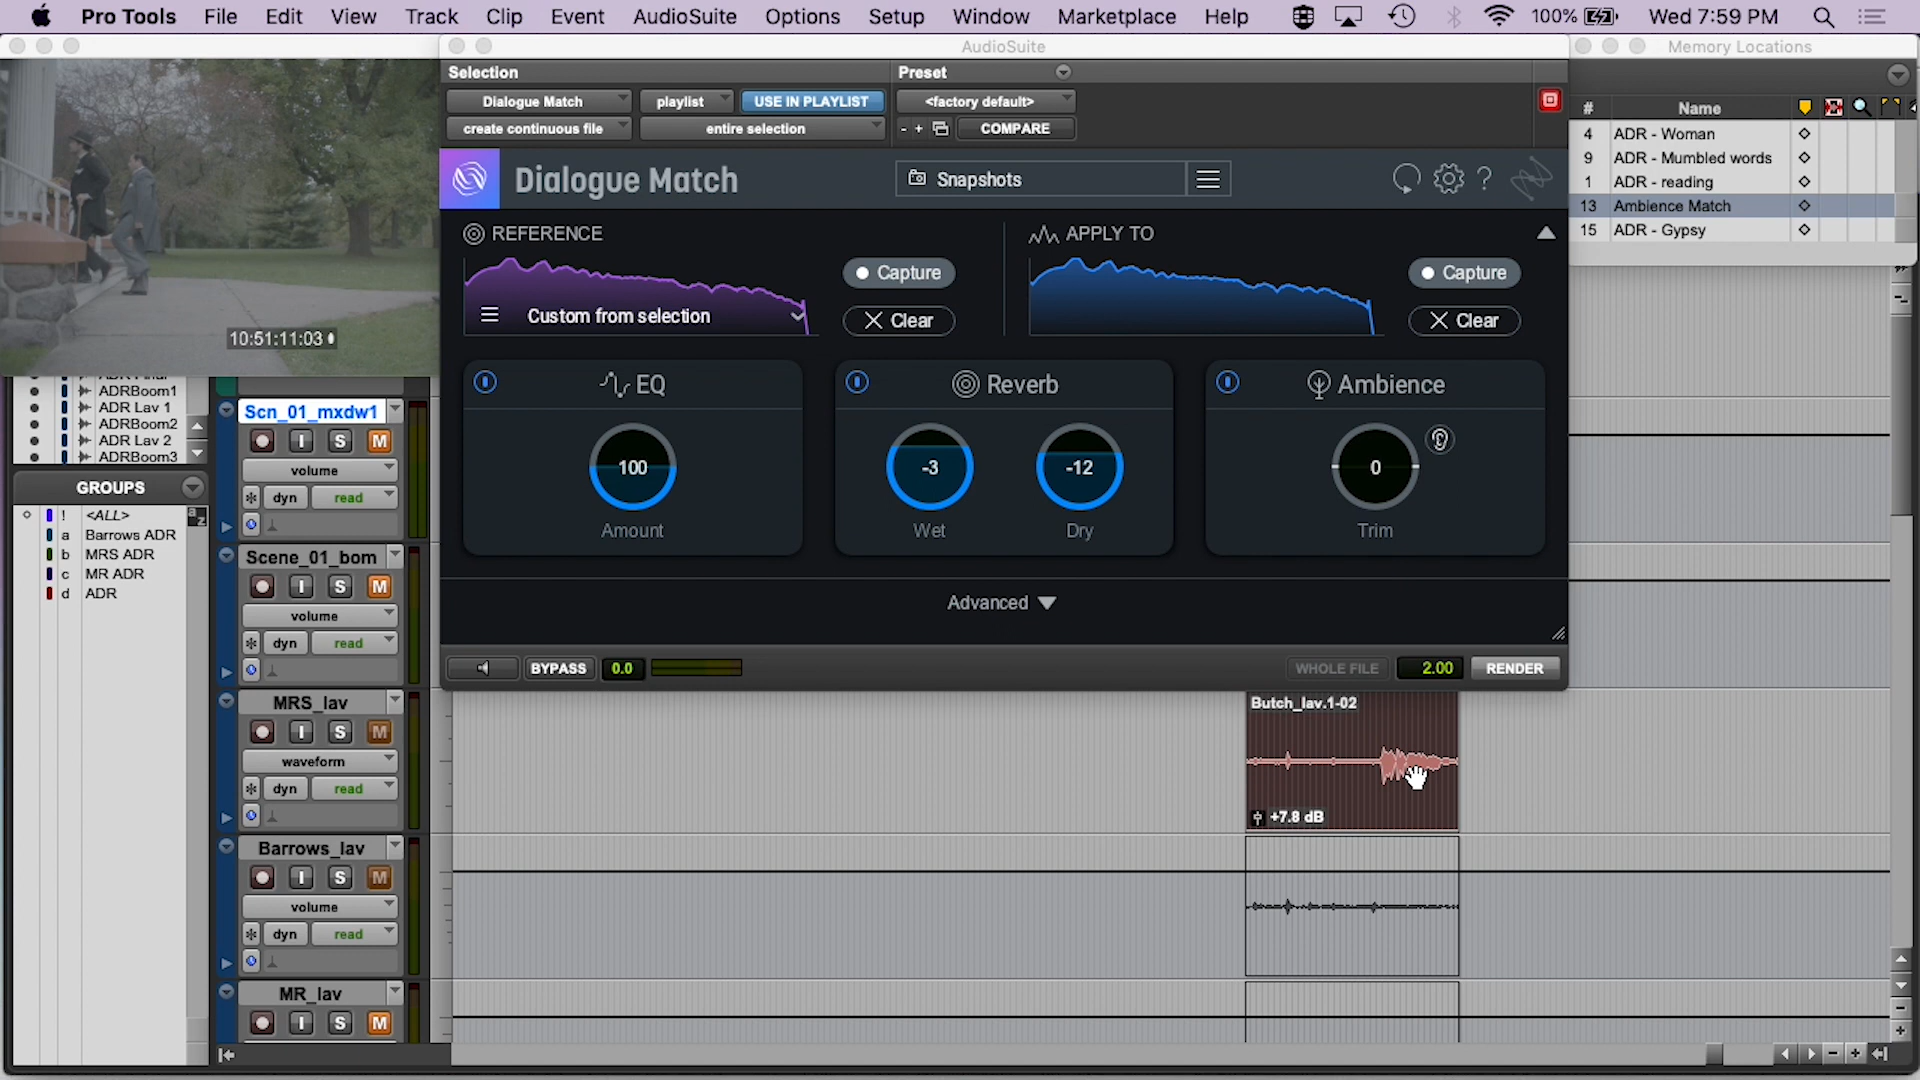 Pro Tools File Edit View Track Clip Event AudioSuite Options Setup Window Marketplace Help 100% Wed 7:59 PM
AudioSuite
Memory Locations
Selection
Preset
Dialogue Match playlist USE IN PLAYLIST <factory default>
create continuous file entire selection - + COMPARE
# Name
4 ADR - Woman
9 ADR - Mumbled words
1 ADR - reading
13 Ambience Match
15 ADR - Gypsy
Dialogue Match
Snapshots
?
REFERENCE
Custom from selection
Capture
Clear
APPLY TO
Capture
Clear
EQ
100
Amount
Reverb
-3 -12
Wet Dry
Ambience
0
Trim
Advanced
BYPASS 0.0 WHOLE FILE 2.00 RENDER
10:51:11:03
ADRBoom1
ADR Lav 1
ADRBoom2
ADR Lav 2
ADRBoom3
GROUPS
! <ALL>
a Barrows ADR
b MRS ADR
c MR ADR
d ADR
a
z
Scn_01_mxdw1
I S M
volume
dyn read
Scene_01_bom
I S M
volume
dyn read
MRS_lav
I S M
waveform
dyn read
Barrows_lav
I S M
volume
dyn read
MR_lav
I S M
Butch_lav.1-02
+7.8 dB